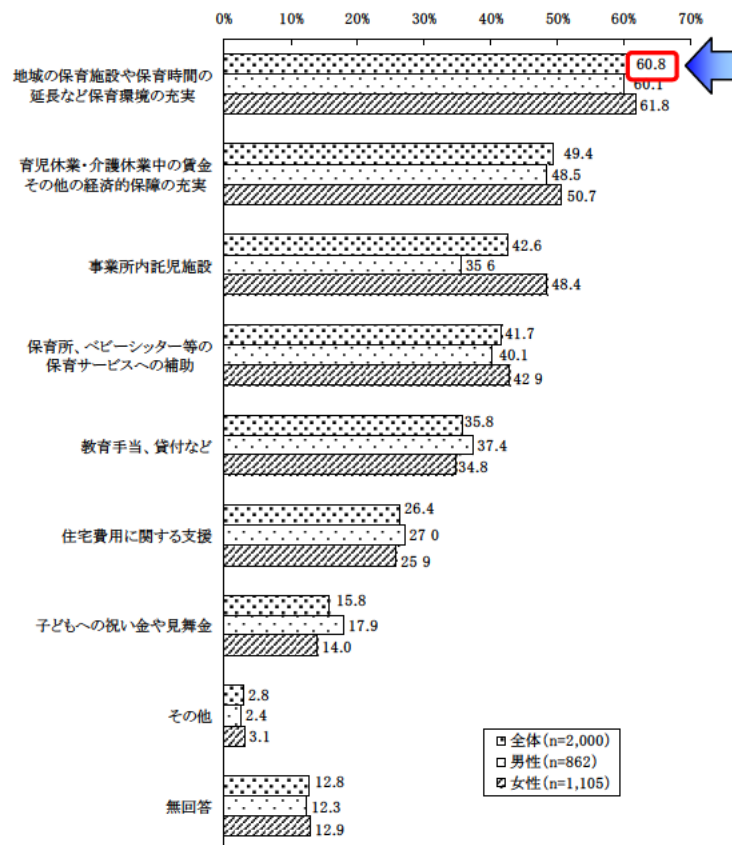 0% 10% 20% 30% 40% 50% 60% 70%
地域の保育施設や保育時間の
延長など保育環境の充実
60.8
60.1
61.8
育児休業・介護休業中の賃金
その他の経済的保障の充実
49.4
48.5
50.7
事業所内託児施設
42.6
35 6
48.4
保育所、ベビーシッター等の
保育サービスへの補助
41.7
40.1
42 9
教育手当、貸付など
35.8
37.4
34.8
住宅費用に関する支援
26.4
27 0
25 9
子どもへの祝い金や見舞金
15.8
17.9
14.0
その他
2.8
2.4
3.1
無回答
12.8
12.3
12.9
全体(n=2,000)
男性(n=862)
女性(n=1,105)